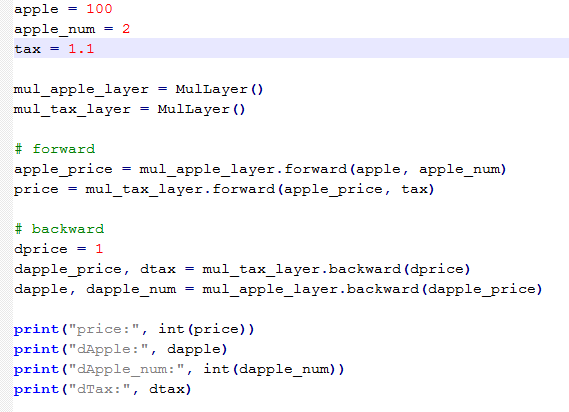 apple = 100
apple_num = 2
tax = 1.1
mul_apple_layer = MulLayer()
mul_tax_layer = MulLayer()
# forward
apple_price = mul_apple_layer.forward(apple, apple_num)
price = mul_tax_layer.forward(apple_price, tax)
# backward
dprice = 1
dapple_price, dtax = mul_tax_layer.backward(dprice)
dapple, dapple_num = mul_apple_layer.backward(dapple_price)
print("price:", int(price))
print("dApple:", dapple)
print("dApple_num:", int(dapple_num))
print("dTax:", dtax)